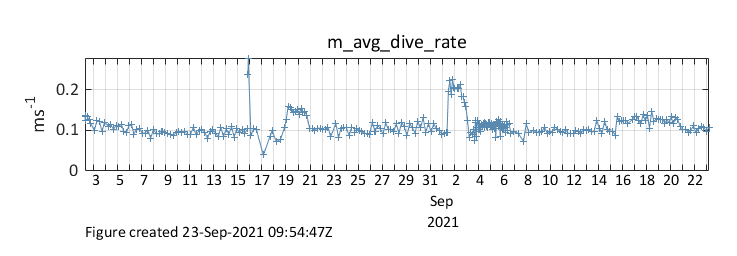 m_avg_dive_rate
ms-1
0.2
0.1
0
3 5 7 9 11 13 15 17 19 21 23 25 27 29 31 2 4 6 8 10 12 14 16 18 20 22
Sep
2021
Figure created 23-Sep-2021 09:54:47Z